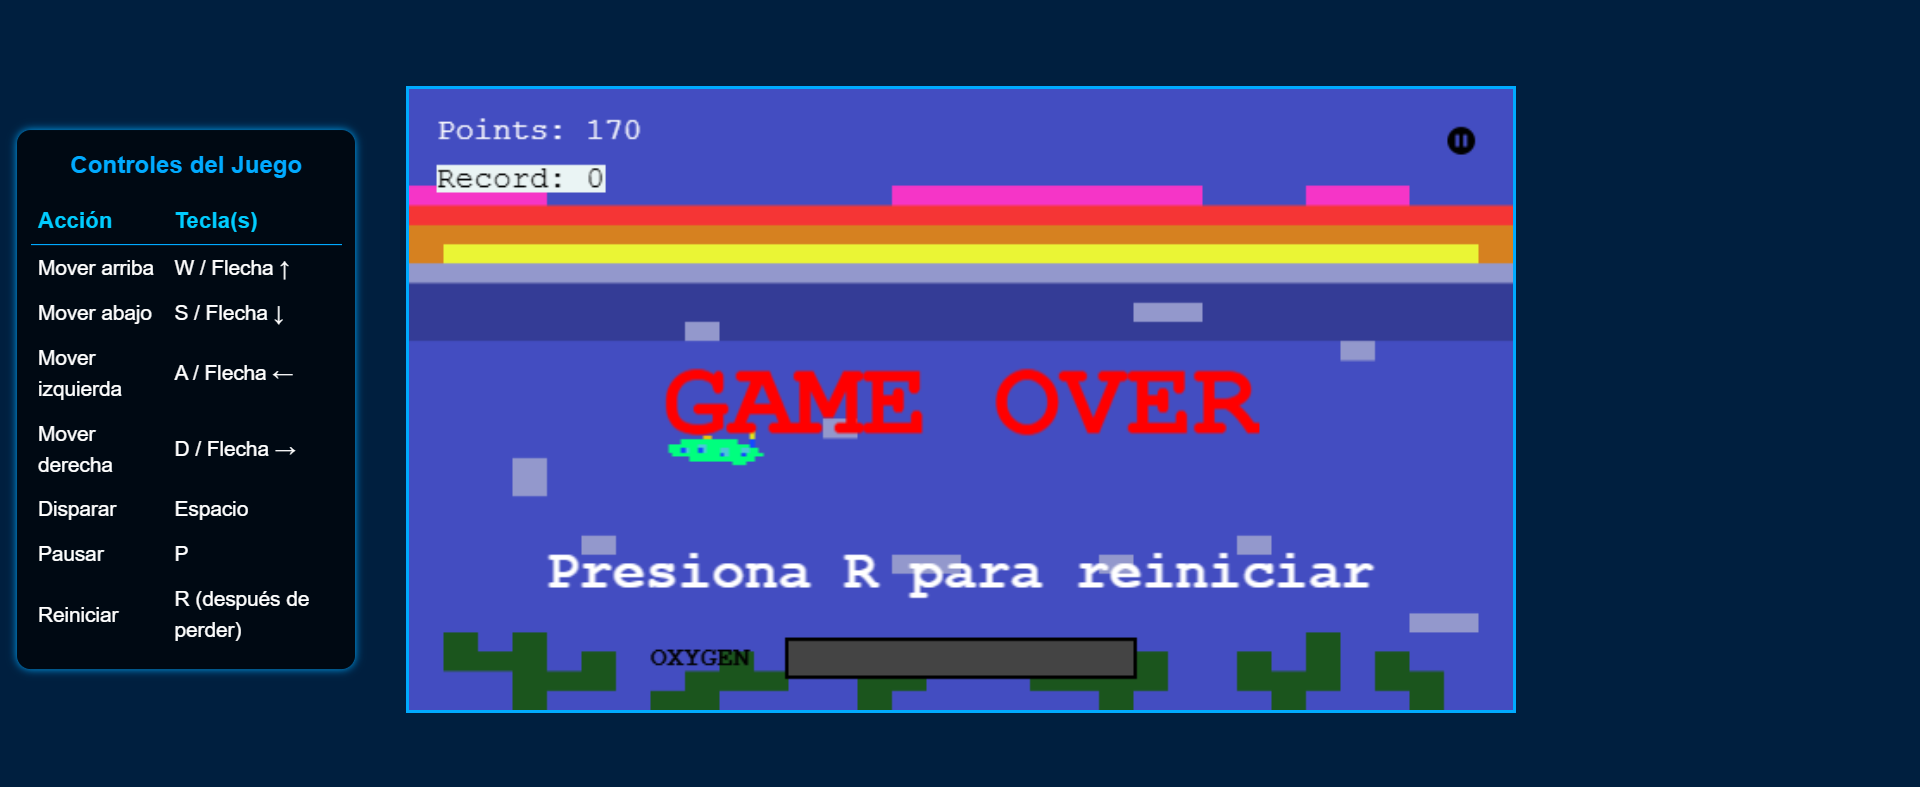 Controles del Juego
Acción Tecla(s)
Mover arriba W / Flecha ↑
Mover abajo S / Flecha ↓
Mover
izquierda A / Flecha ←
Mover
derecha D / Flecha →
Disparar Espacio
Pausar P
Reiniciar R (después de
perder)
Points: 170
Record: 0
GAME OVER
Presiona R para reiniciar
OXYGEN